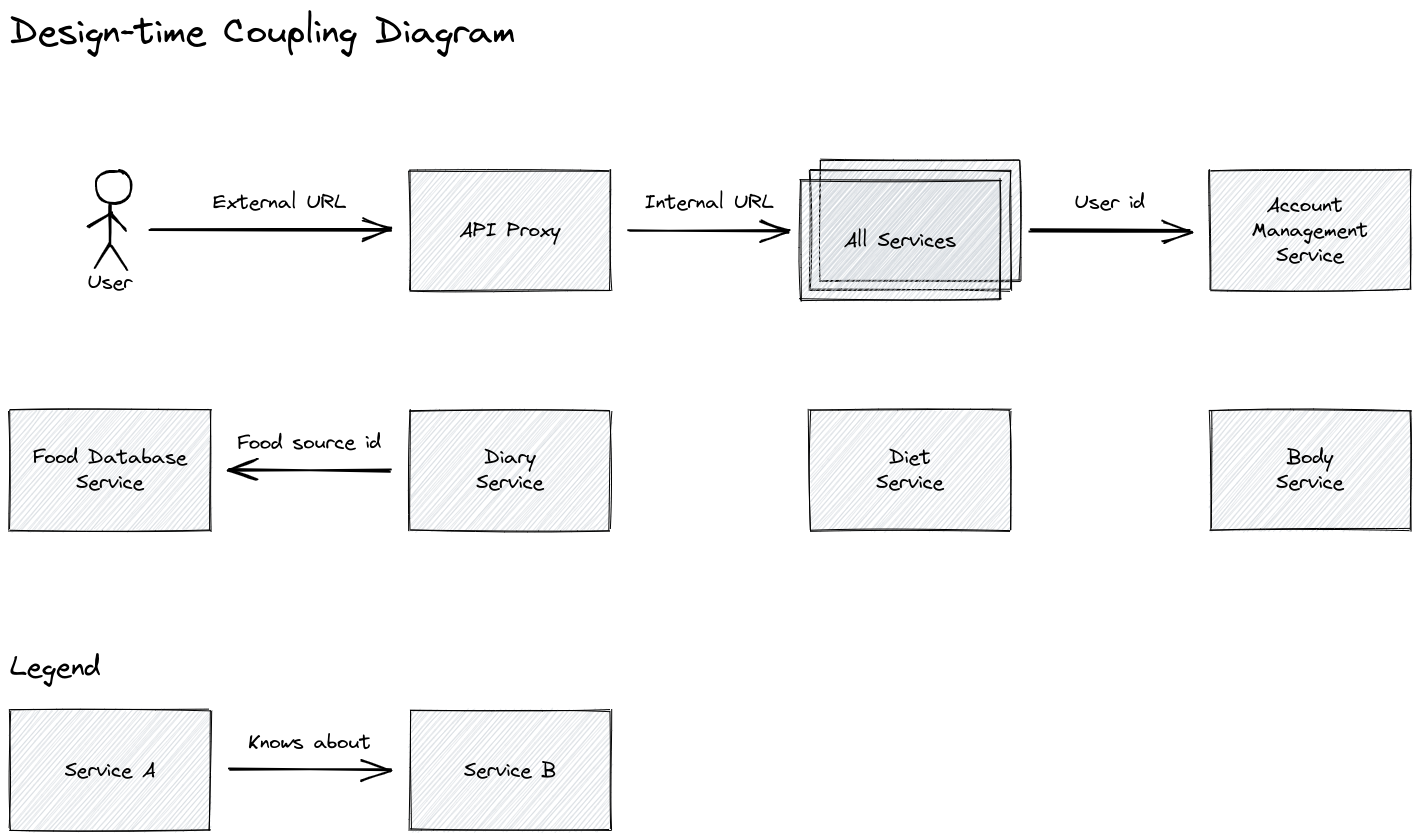 Design-time Coupling Diagram
External URL
Internal URL
User id
API Proxy
All Services
Account
Management
Service
User
Food source id
Food Database
Service
Diary
Service
Diet
Service
Body
Service
Legend
Knows about
Service A
Service B